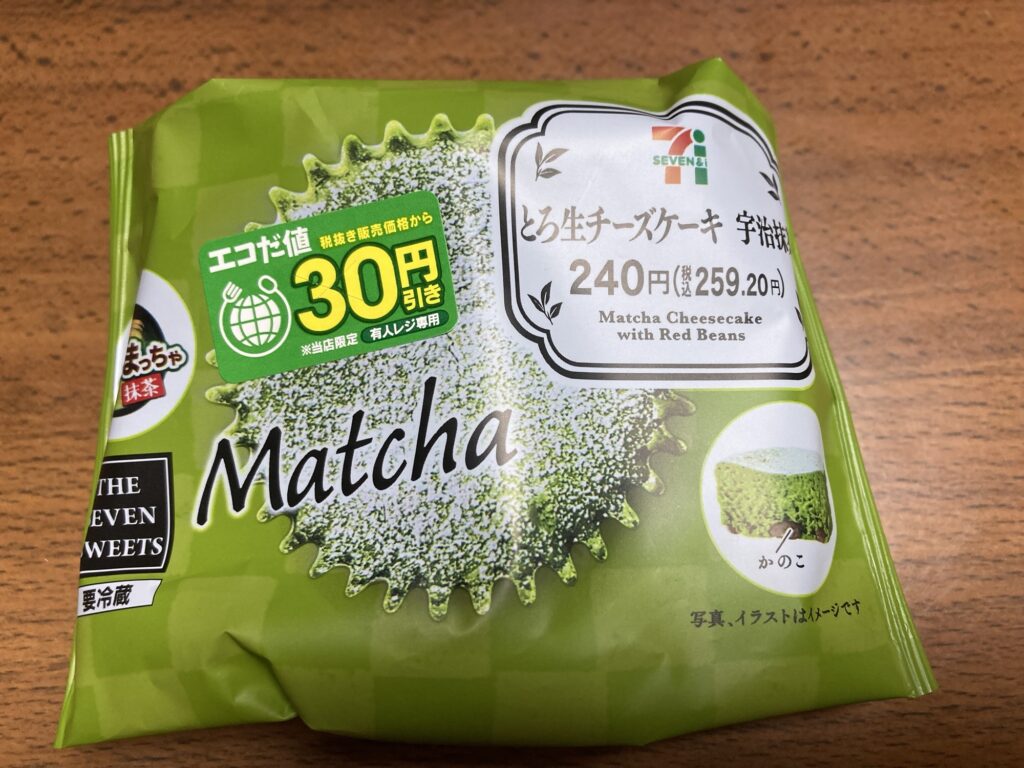 SEVEN&i
とろ生チーズケーキ 宇治抹
240円(税込259.20円)
Matcha Cheesecake
with Red Beans
エコだ値 税抜き販売価格から
30円引き
※当店限定 有人レジ専用
まっちゃ
抹茶
Matcha
THE
EVEN
WEETS
要冷蔵
かのこ
写真、イラストはイメージです